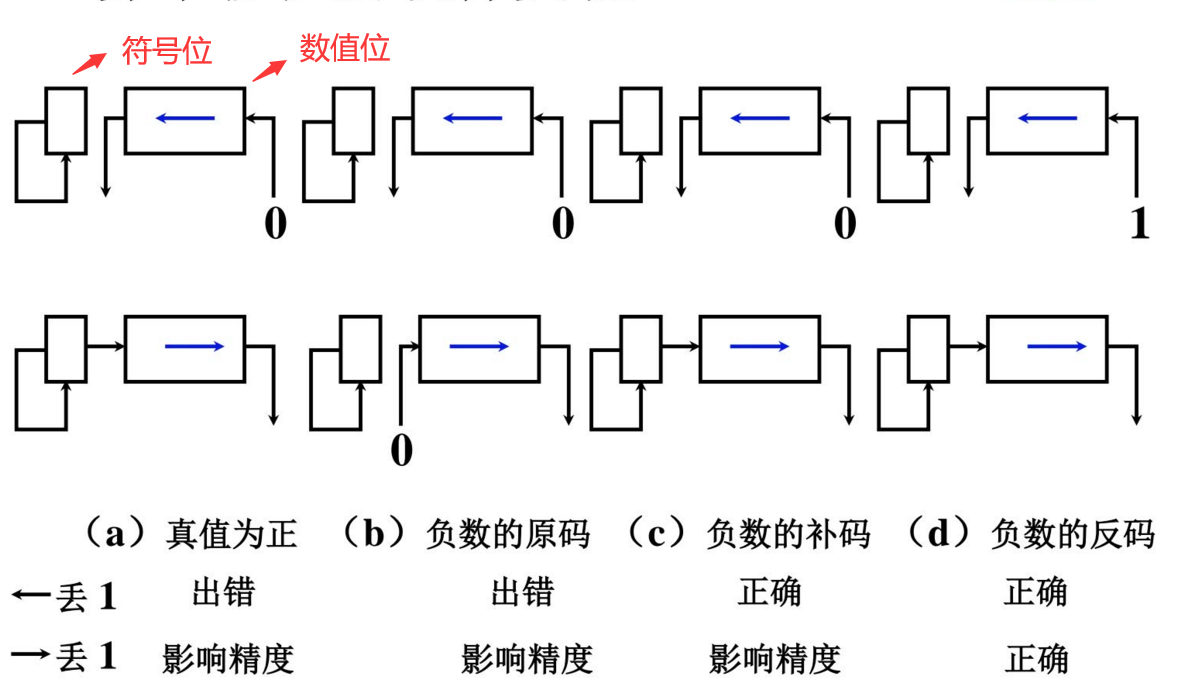 符号位 数值位
0 0 0 1
0
（a）真值为正 （b）负数的原码 （c）负数的补码 （d）负数的反码
←丢 1 出错 出错 正确 正确
→丢 1 影响精度 影响精度 影响精度 正确